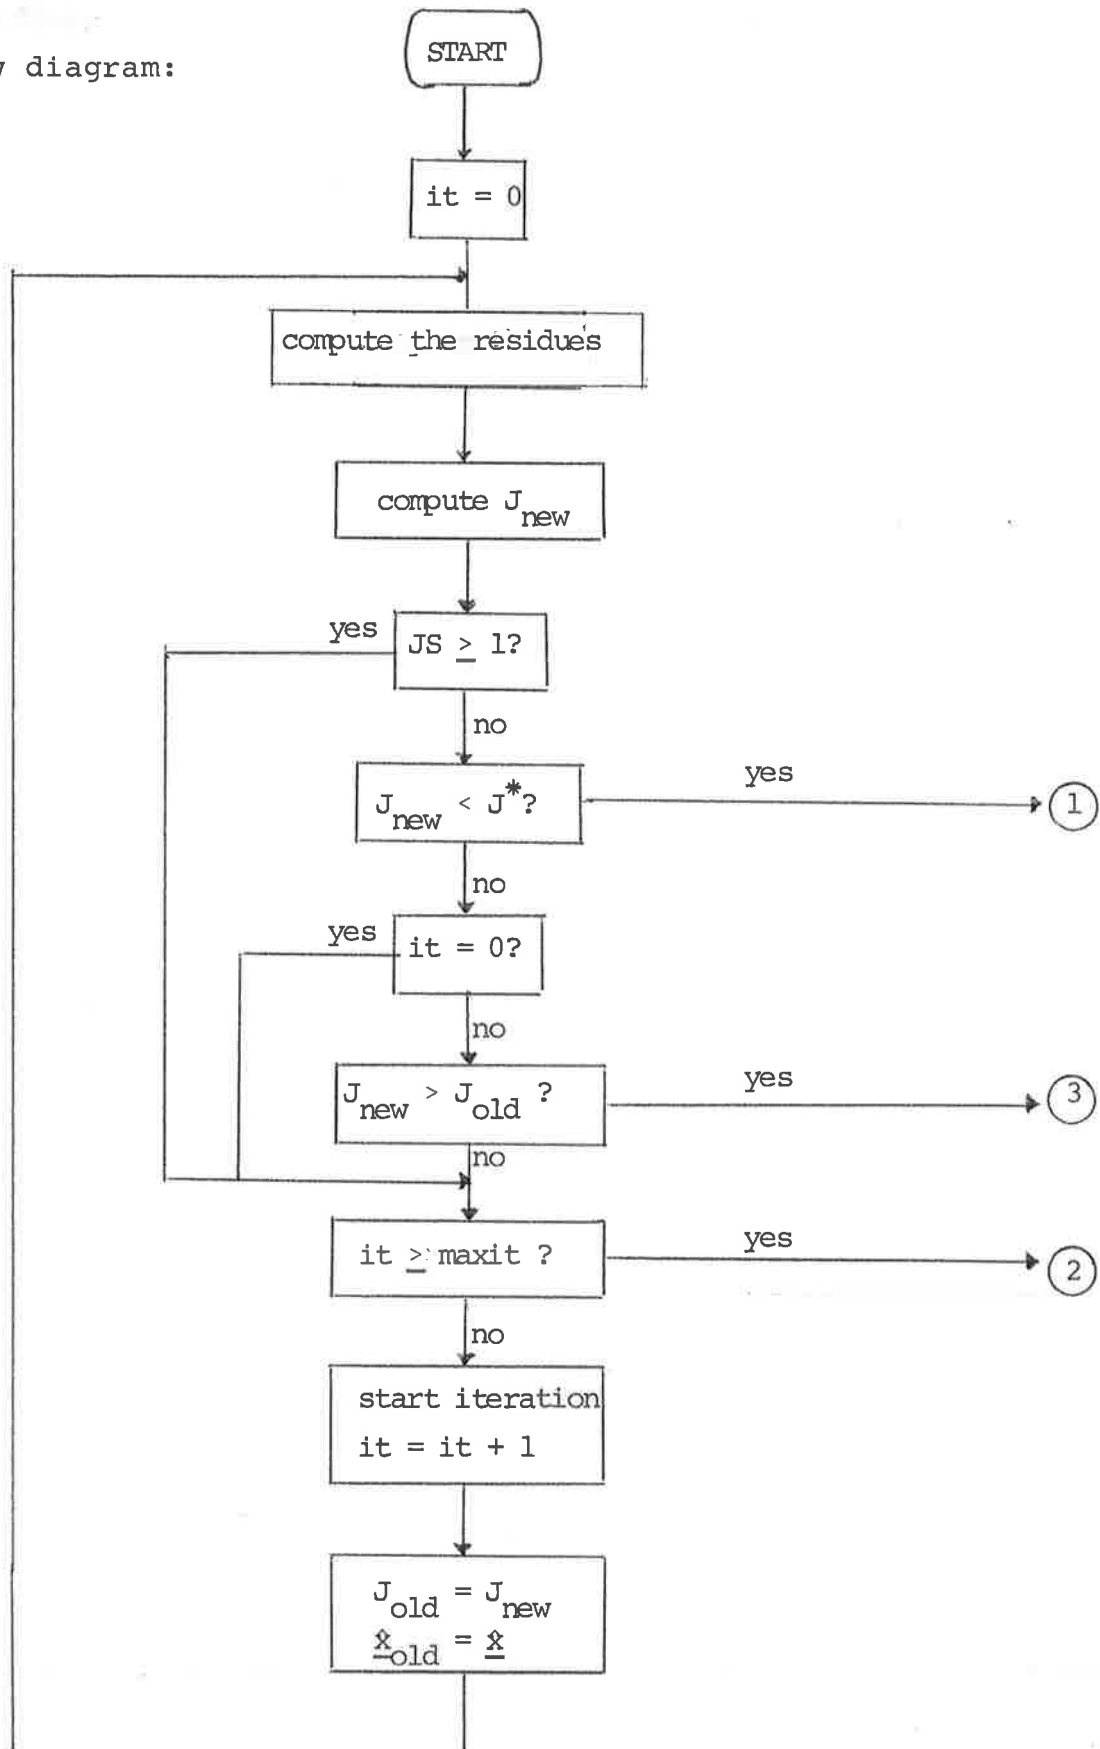 diagram:
START
it = 0
compute the residues
compute J_new
yes
JS ≥ 1?
no
J_new < J*?
yes
1
no
yes
it = 0?
no
J_new > J_old ?
yes
3
no
it ≥ maxit ?
yes
2
no
start iteration
it = it + 1
J_old = J_new
x̂_old = x̂